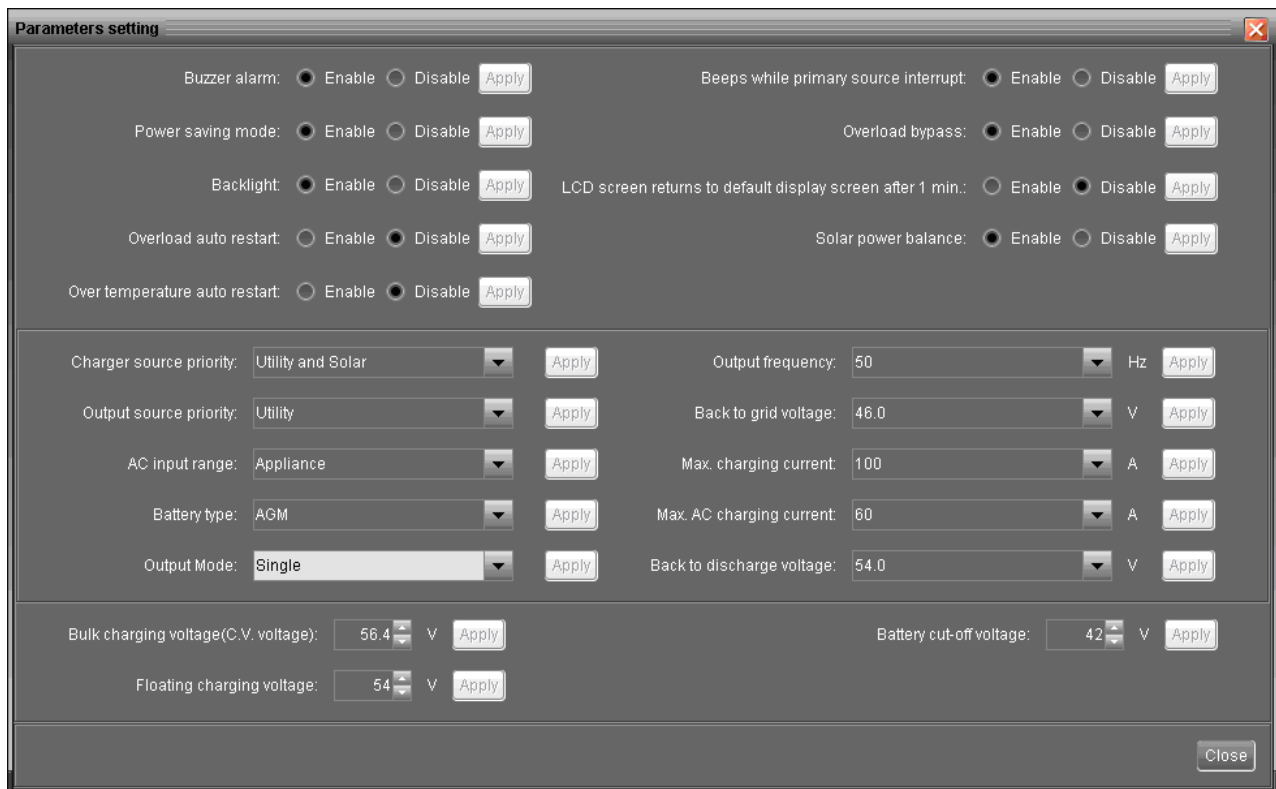 Parameters setting
Buzzer alarm: Enable Disable Apply Beeps while primary source interrupt: Enable Disable Apply
Power saving mode: Enable Disable Apply Overload bypass: Enable Disable Apply
Backlight: Enable Disable Apply LCD screen returns to default display screen after 1 min.: Enable Disable Apply
Overload auto restart: Enable Disable Apply Solar power balance: Enable Disable Apply
Over temperature auto restart: Enable Disable Apply
Charger source priority: Utility and Solar Apply Output frequency: 50 Hz Apply
Output source priority: Utility Apply Back to grid voltage: 46.0 V Apply
AC input range: Appliance Apply Max. charging current: 100 A Apply
Battery type: AGM Apply Max. AC charging current: 60 A Apply
Output Mode: Single Apply Back to discharge voltage: 54.0 V Apply
Bulk charging voltage(C.V. voltage): 56.4 V Apply Battery cut-off voltage: 42 V Apply
Floating charging voltage: 54 V Apply
Close